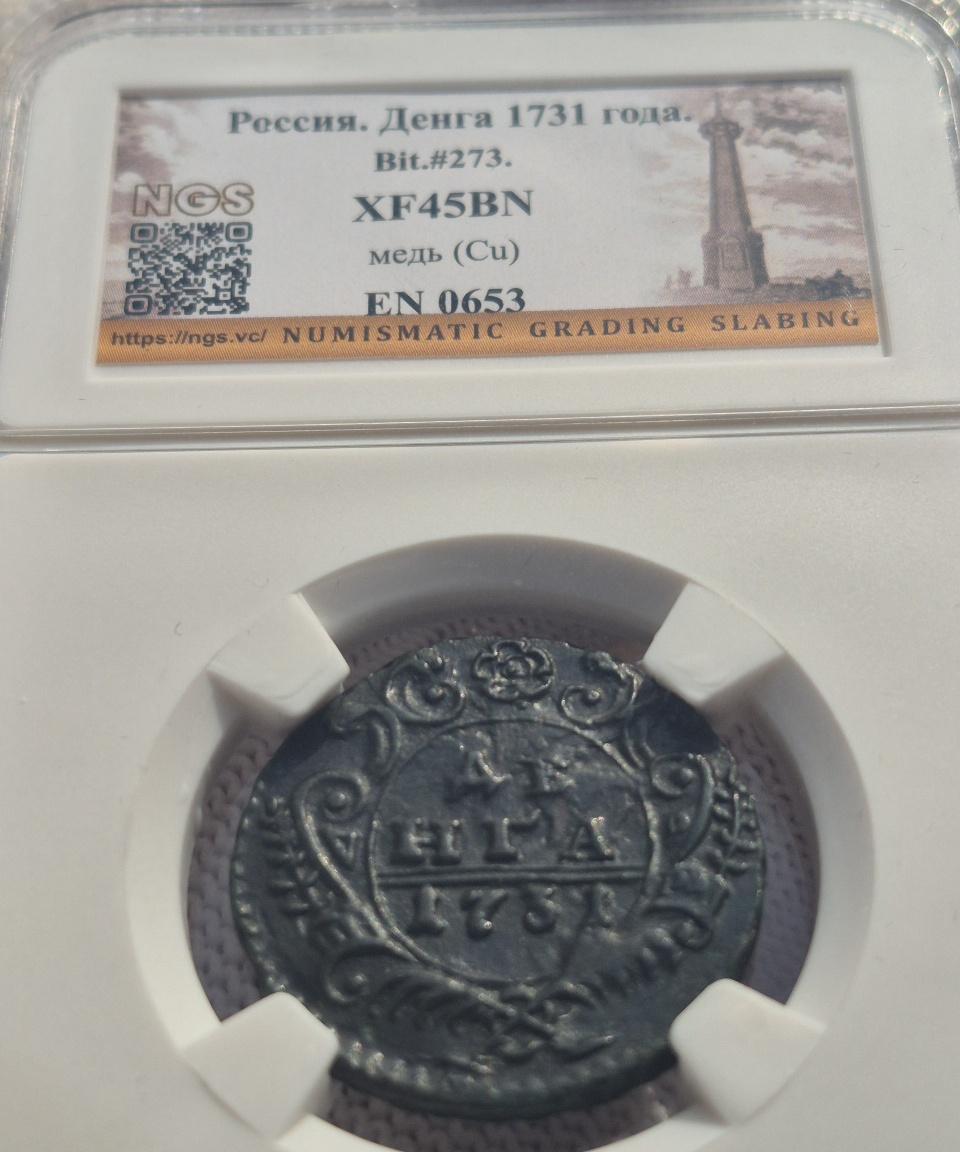 Россия. Денга 1731 года.
Bit.#273.
NGS
XF45BN
медь (Cu)
EN 0653
https://ngs.vc/ NUMISMATIC GRADING SLABING
ДЕ
НГА
1731